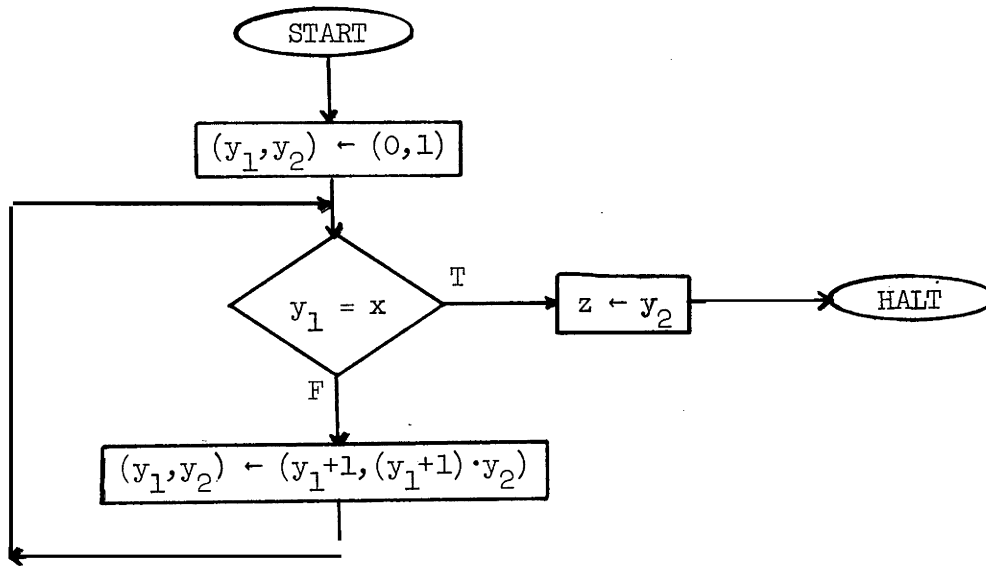 START
(y₁,y₂) ← (0,1)
y₁ = x
T
z ← y₂
HALT
F
(y₁,y₂) ← (y₁+1,(y₁+1)·y₂)